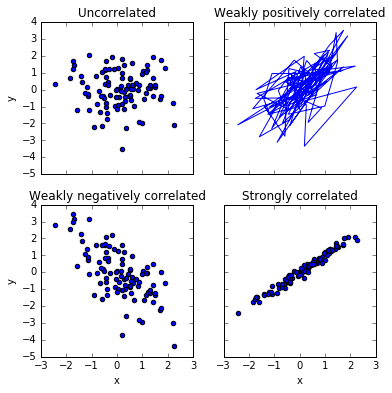 Uncorrelated
Weakly positively correlated
4
3
2
1
0
−1
−2
−3
−4
−5
y
Weakly negatively correlated
Strongly correlated
4
3
2
1
0
−1
−2
−3
−4
−5
y
−3 −2 −1 0 1 2 3
−3 −2 −1 0 1 2 3
x
x